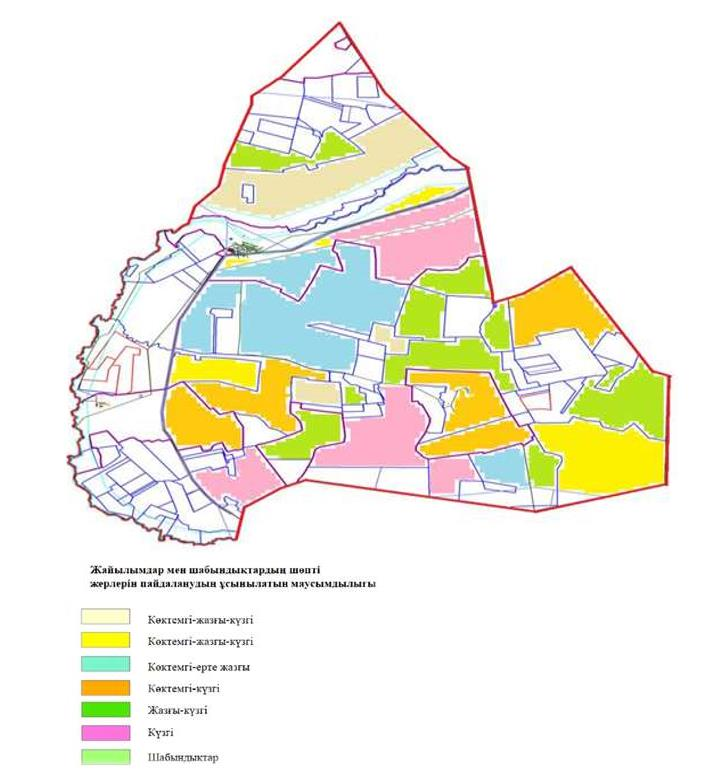 Жайылымдар мен шабындықтардың шөпті
жерлерін пайдаланудың ұсынылатын маусымдылығы
Көктемгі-жазғы-күзгі
Көктемгі-жазғы-күзгі
Көктемгі-ерте жазғы
Көктемгі-күзгі
Жазғы-күзгі
Күзгі
Шабындықтар